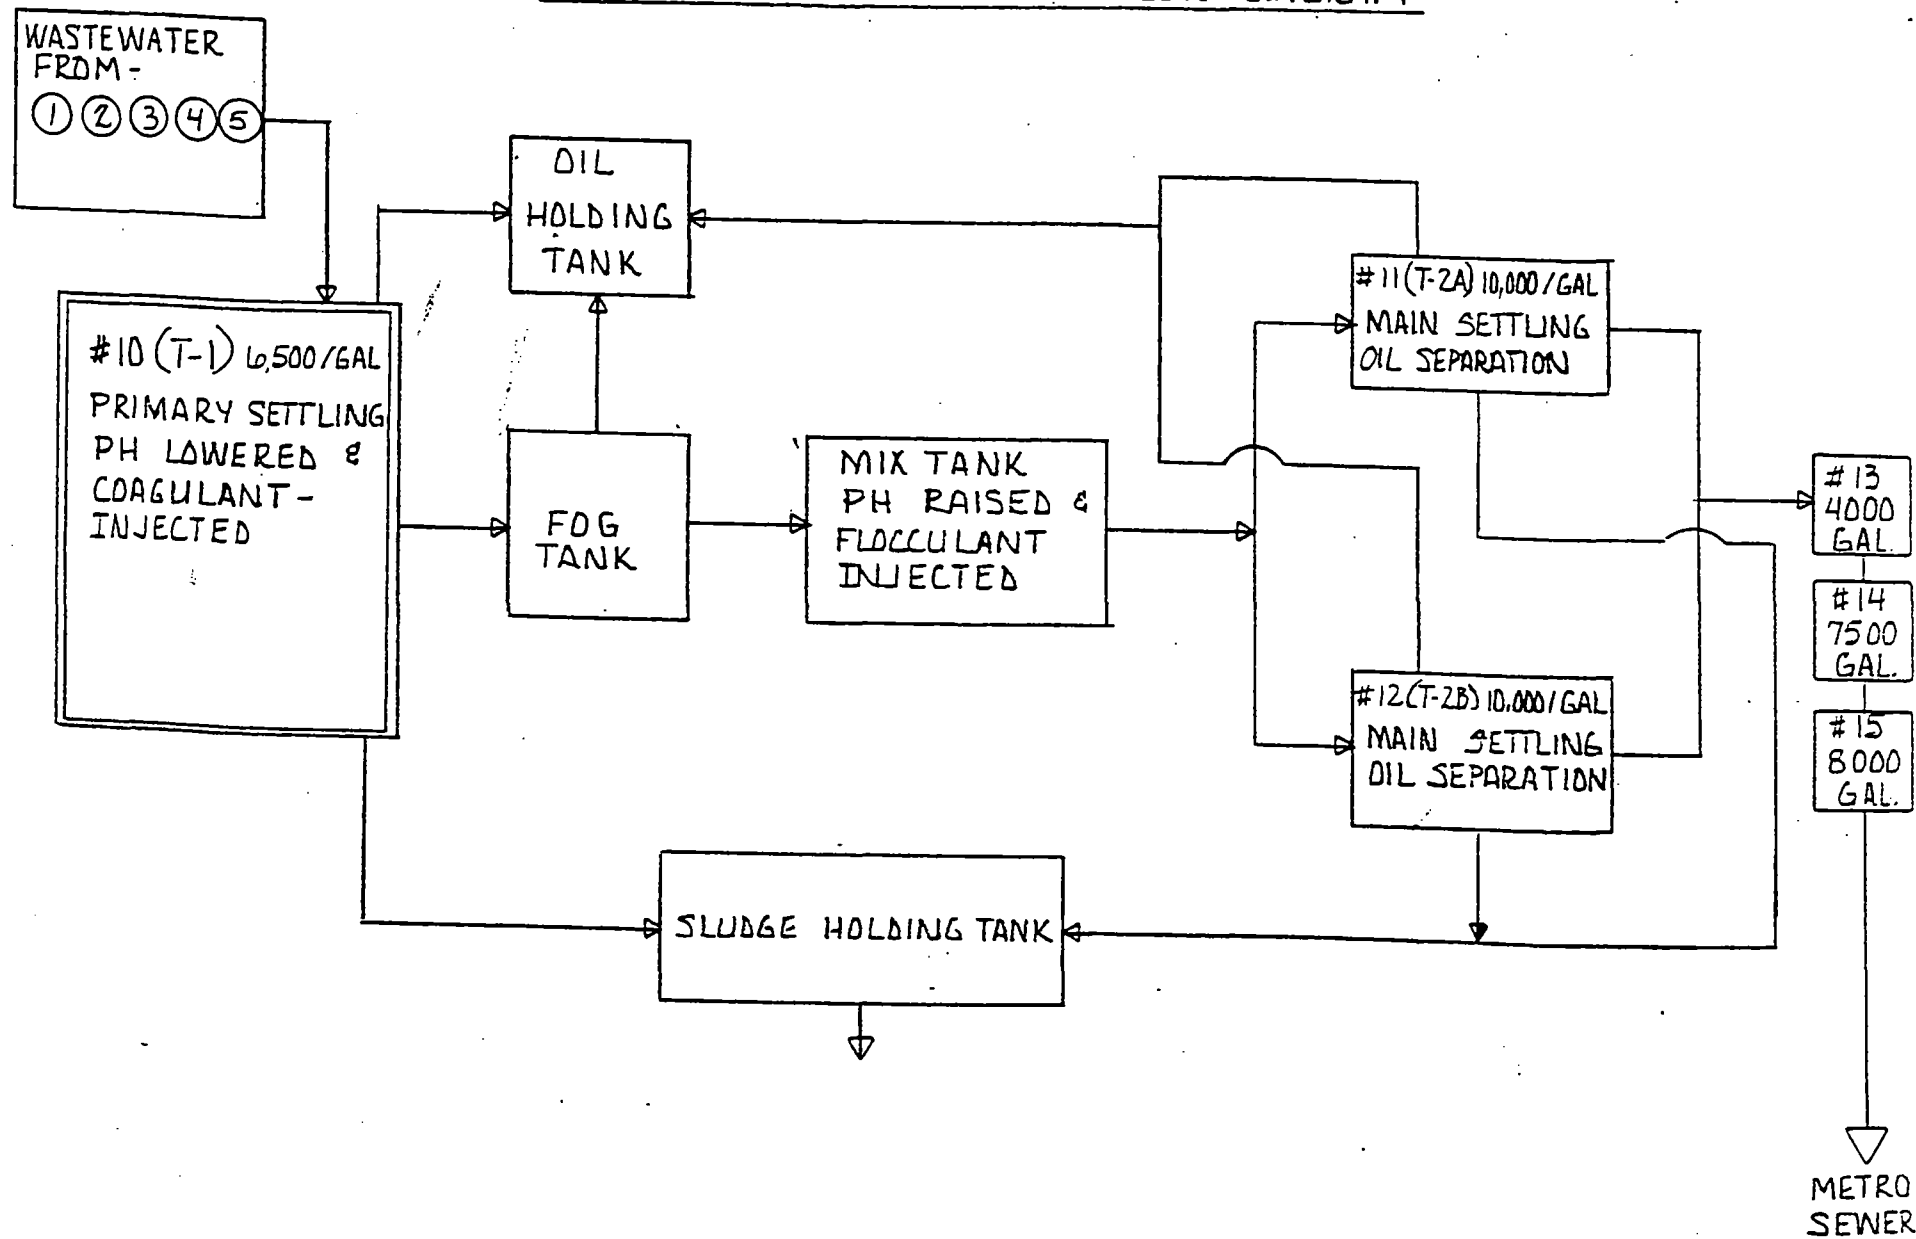 WASTEWATER
FROM-
1 2 3 4 5
OIL
HOLDING
TANK
#10 (T-1) 6,500/GAL
PRIMARY SETTLING
PH LOWERED &
COAGULANT-
INJECTED
FOG
TANK
MIX TANK
PH RAISED &
FLOCCULANT
INJECTED
#11(T-2A) 10,000/GAL
MAIN SETTLING
OIL SEPARATION
#12(T-2B) 10,000/GAL
MAIN SETTLING
OIL SEPARATION
#13
4000
GAL.
#14
7500
GAL.
#15
8000
GAL.
SLUDGE HOLDING TANK
METRO
SEWER